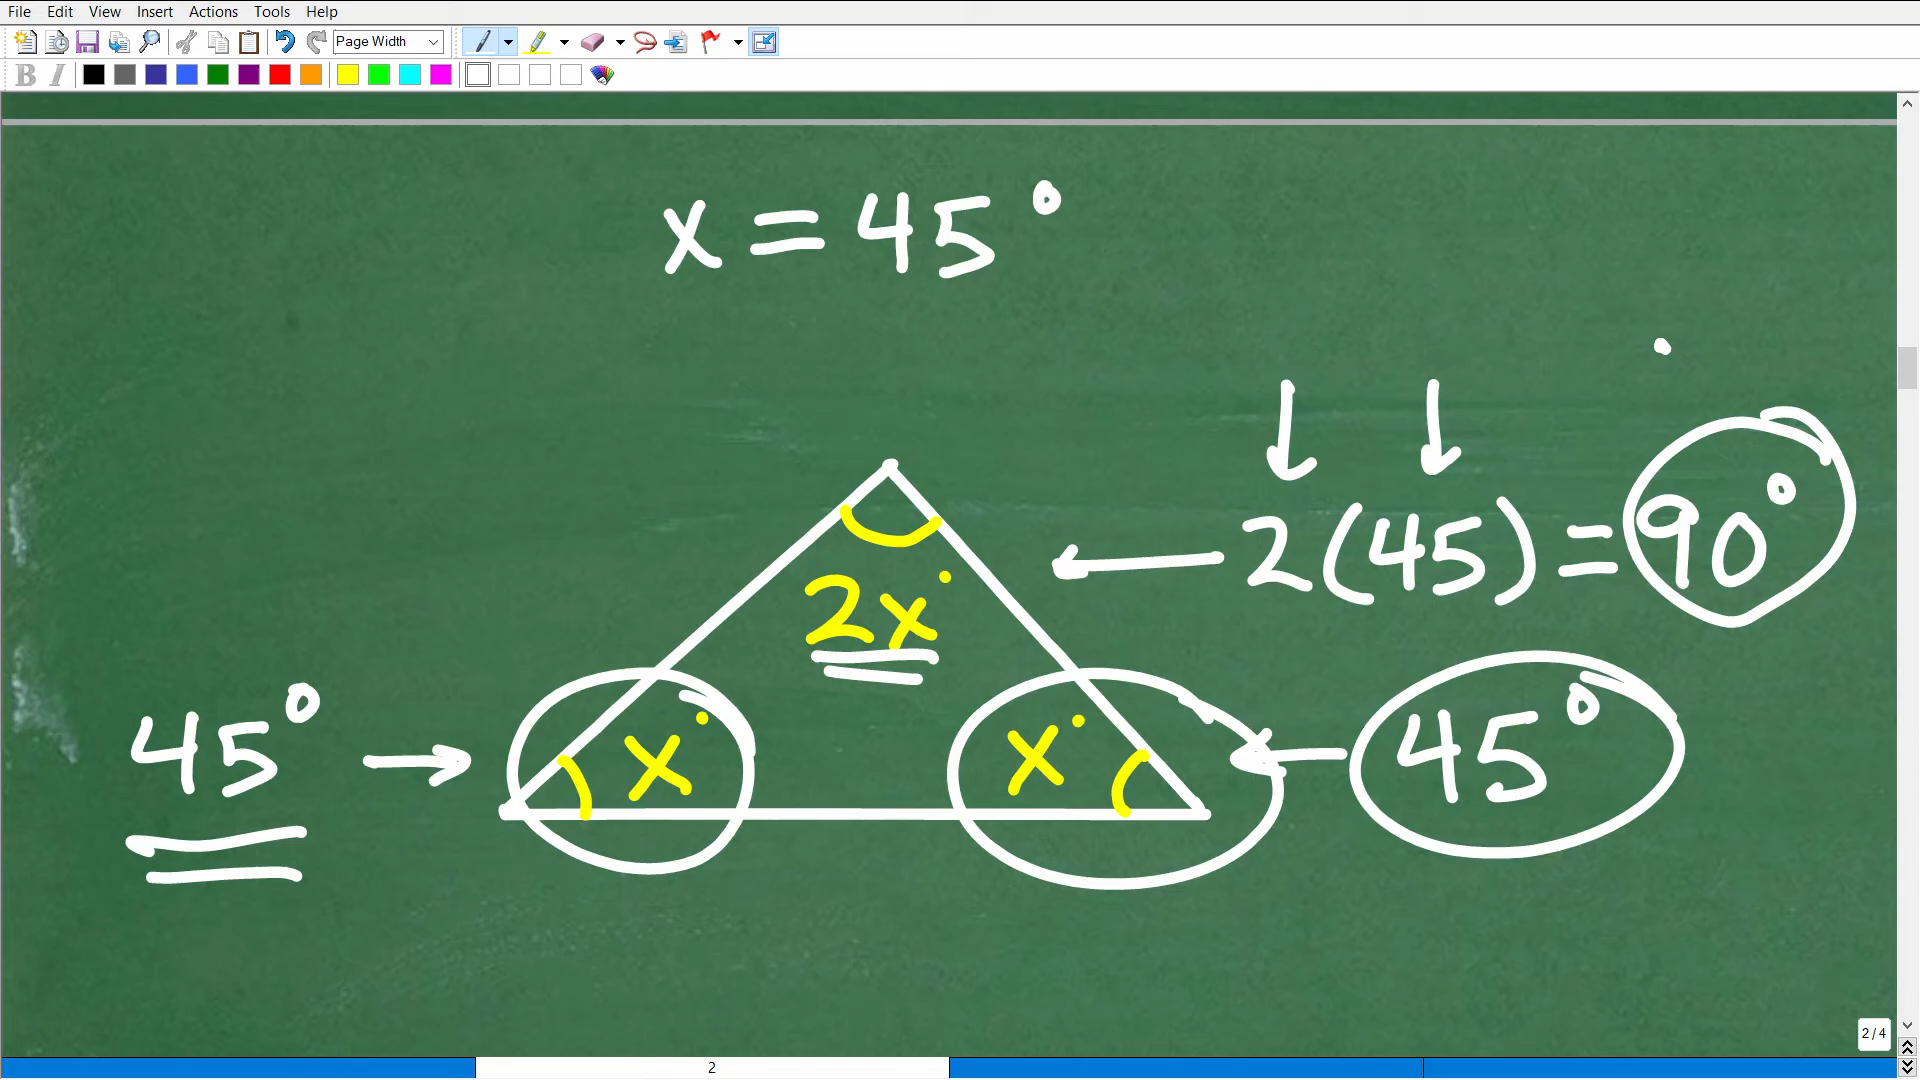 File Edit View Insert Actions Tools Help
Page Width
B I
x = 45°
2(45) = 90°
2x°
45° x° x° 45°
2/4
2